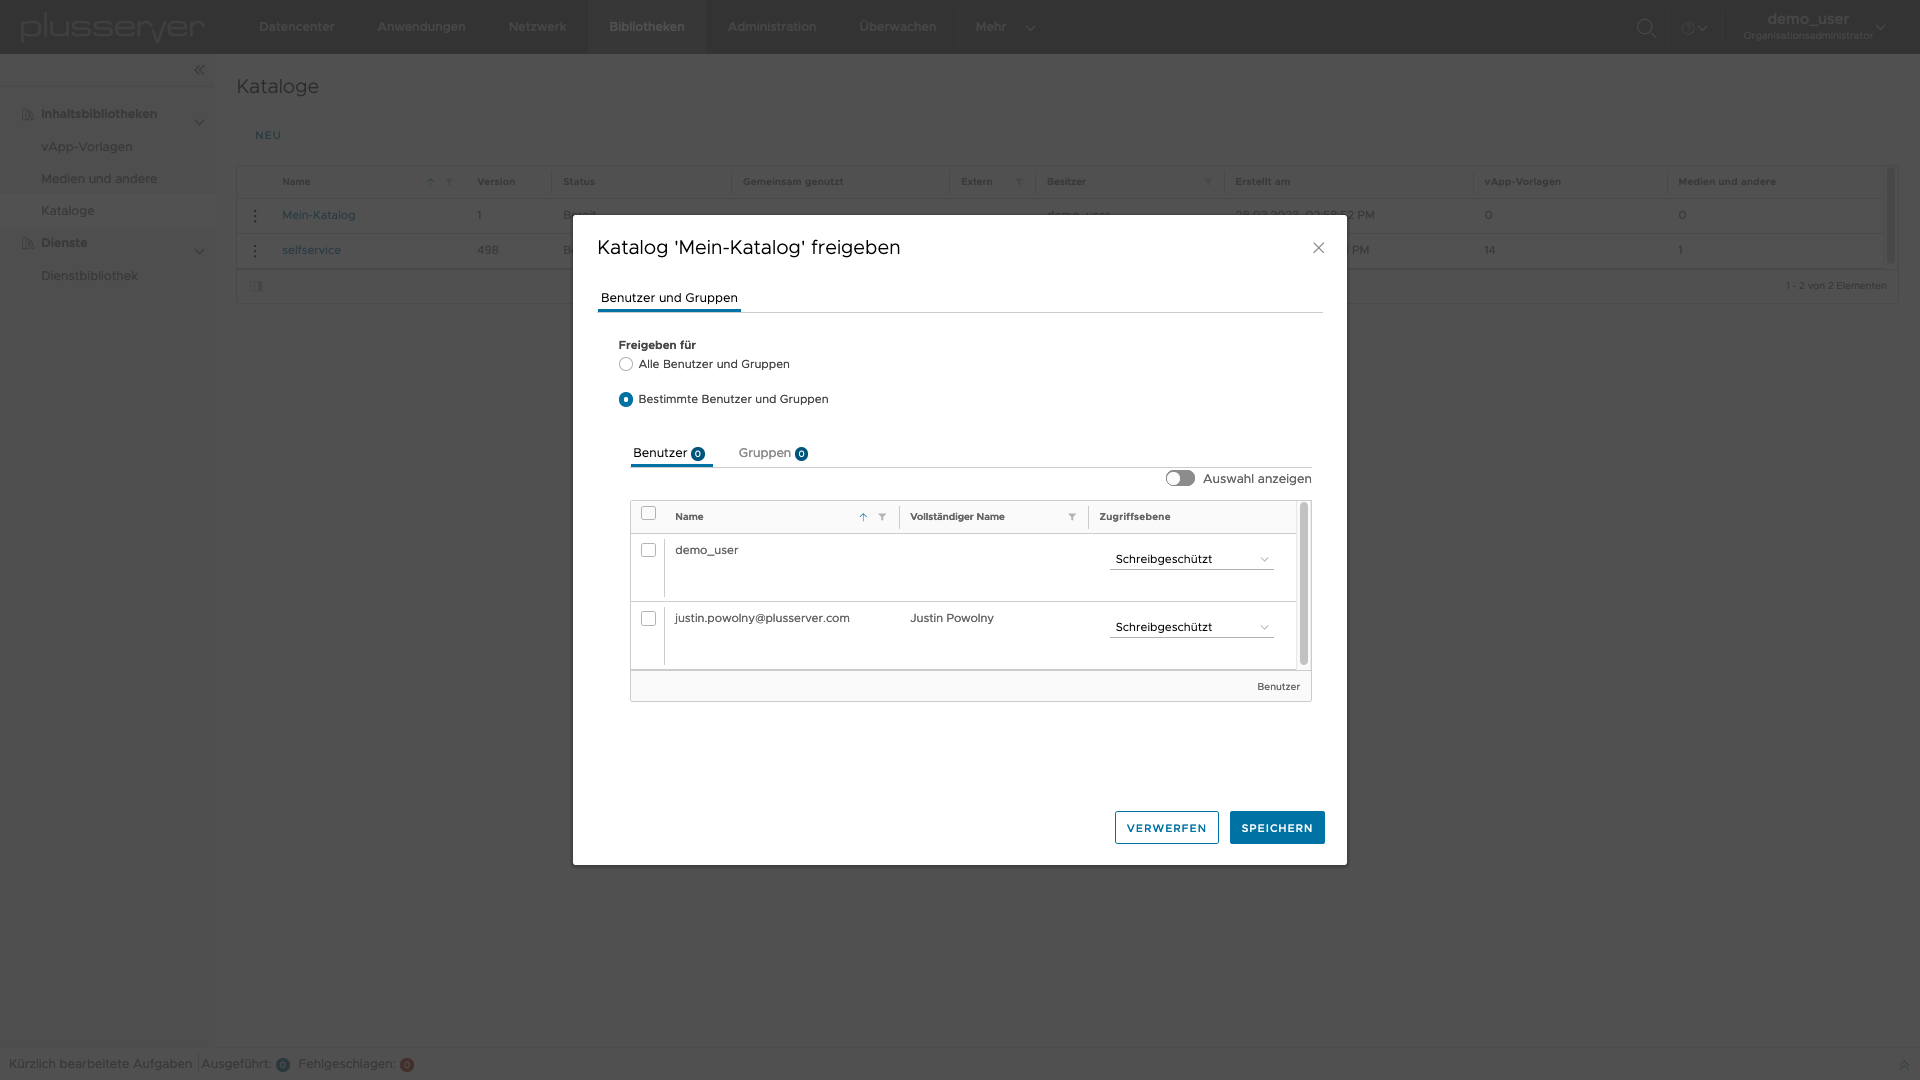 plusserver
Datencenter Anwendungen Netzwerk Bibliotheken Administration Überwachen Mehr
demo_user
Organisationsadministrator
Kataloge
Inhaltsbibliotheken
vApp-Vorlagen
Medien und andere
Kataloge
Dienste
Dienstbibliothek
NEU
Name Version Status Gemeinsam genutzt Extern Besitzer Erstellt am vApp-Vorlagen Medien und andere
Mein-Katalog 1 Bereit demo_user 28.03.2023, 02:58:52 PM 0 0
selfservice 498 PM 14 1
1 - 2 von 2 Elementen
Katalog 'Mein-Katalog' freigeben
Benutzer und Gruppen
Freigeben für
Alle Benutzer und Gruppen
Bestimmte Benutzer und Gruppen
Benutzer 0 Gruppen 0
Auswahl anzeigen
Name Vollständiger Name Zugriffsebene
demo_user Schreibgeschützt
justin.powolny@plusserver.com Justin Powolny Schreibgeschützt
Benutzer
VERWERFEN SPEICHERN
Kürzlich bearbeitete Aufgaben Ausgeführt: 0 Fehlgeschlagen: 0